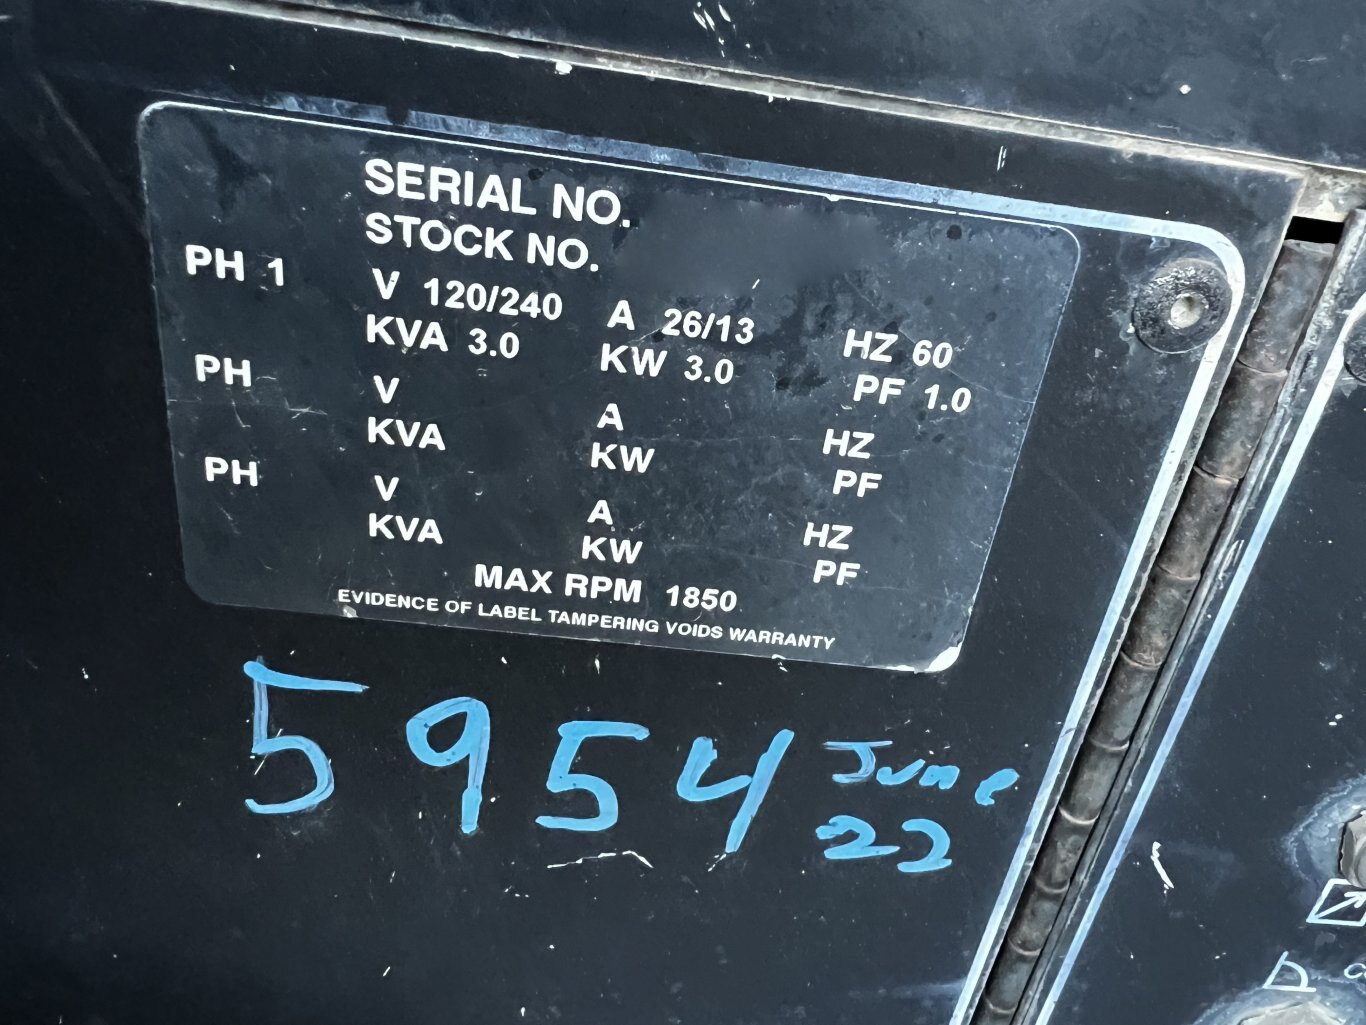 SERIAL NO.
STOCK NO.
PH 1 V 120/240 A 26/13 HZ 60
KVA 3.0 KW 3.0 PF 1.0
PH V A HZ
KVA KW PF
PH V A HZ
KVA KW PF
MAX RPM 1850
EVIDENCE OF LABEL TAMPERING VOIDS WARRANTY
5954 June
22